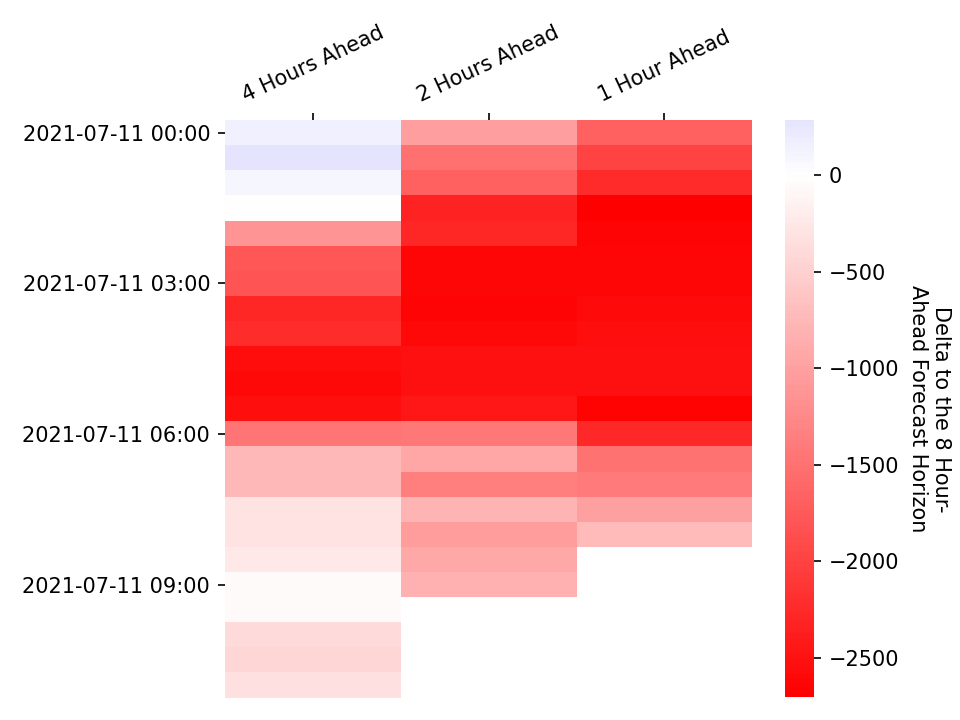 4 Hours Ahead
2 Hours Ahead
1 Hour Ahead
2021-07-11 00:00
2021-07-11 03:00
2021-07-11 06:00
2021-07-11 09:00
0
−500
−1000
−1500
−2000
−2500
Delta to the 8 Hour-
Ahead Forecast Horizon